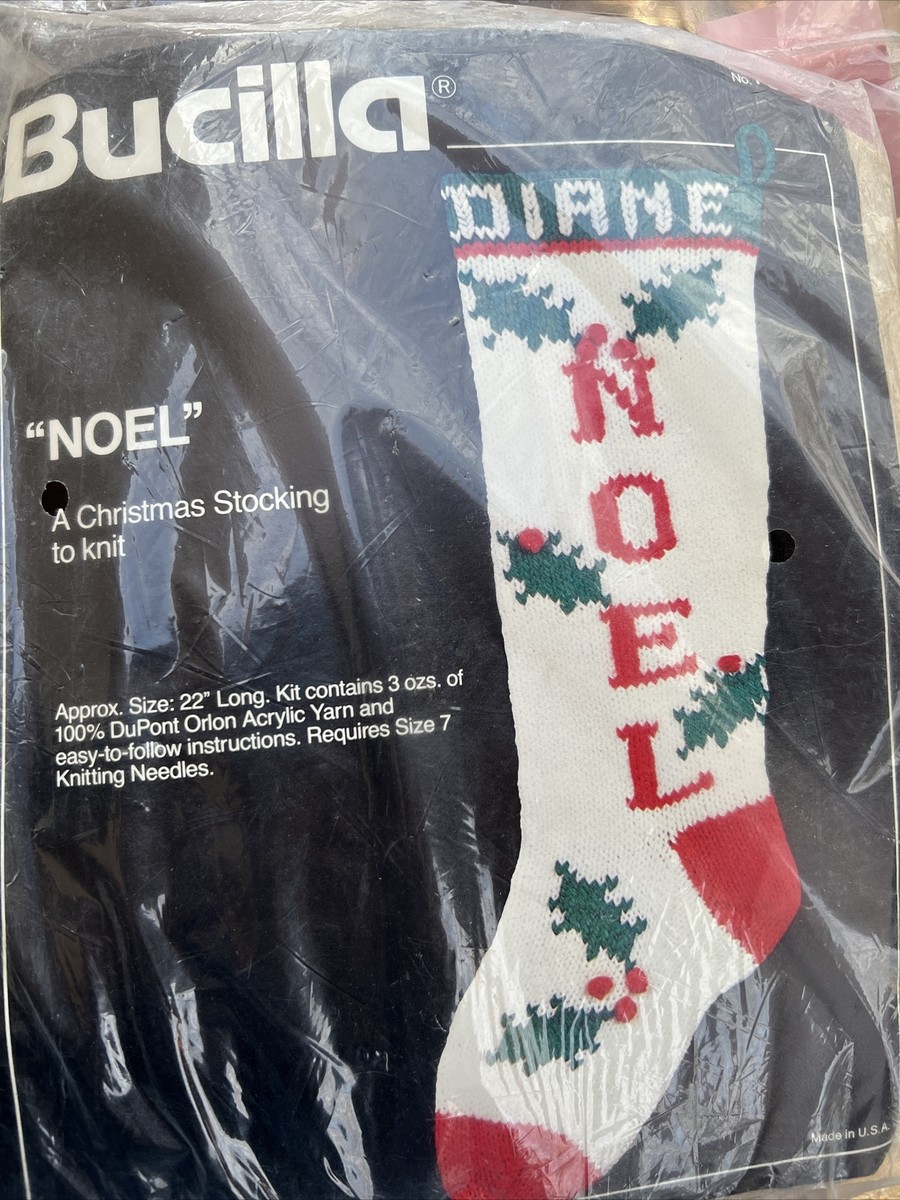 Bucilla®
No.
DIANE
"NOEL"
A Christmas Stocking
to knit
N
O
E
L
Approx. Size: 22" Long. Kit contains 3 ozs. of
100% DuPont Orlon Acrylic Yarn and
easy-to-follow instructions. Requires Size 7
Knitting Needles.
Made in U.S.A.